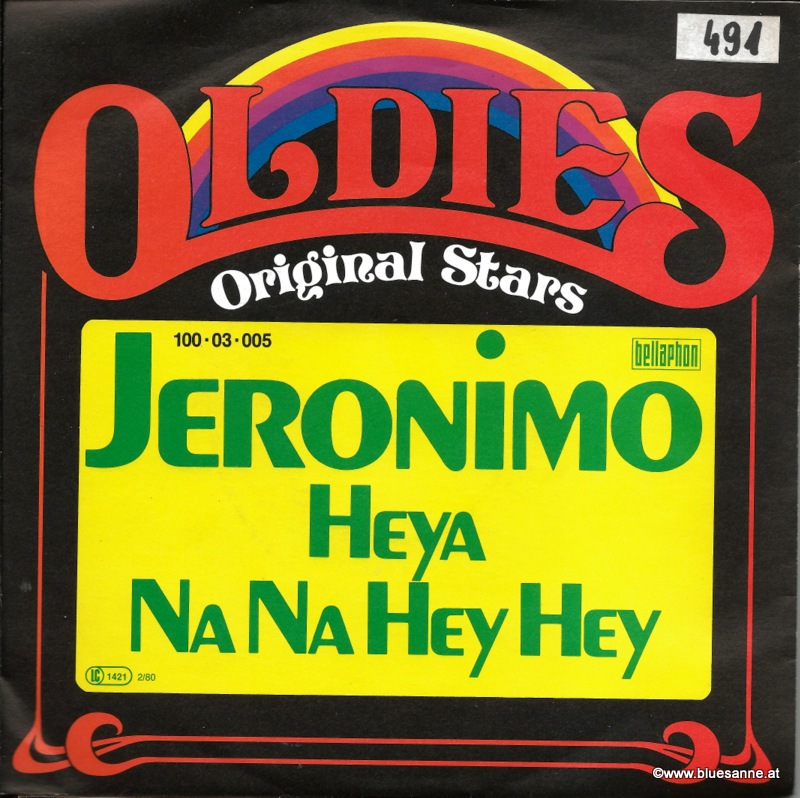 491
OLDIES
Original Stars
100·03·005
bellaphon
JERONiMO
HEYA
NA NA HEY HEY
LC 1421 2/80
©www.bluesanne.at